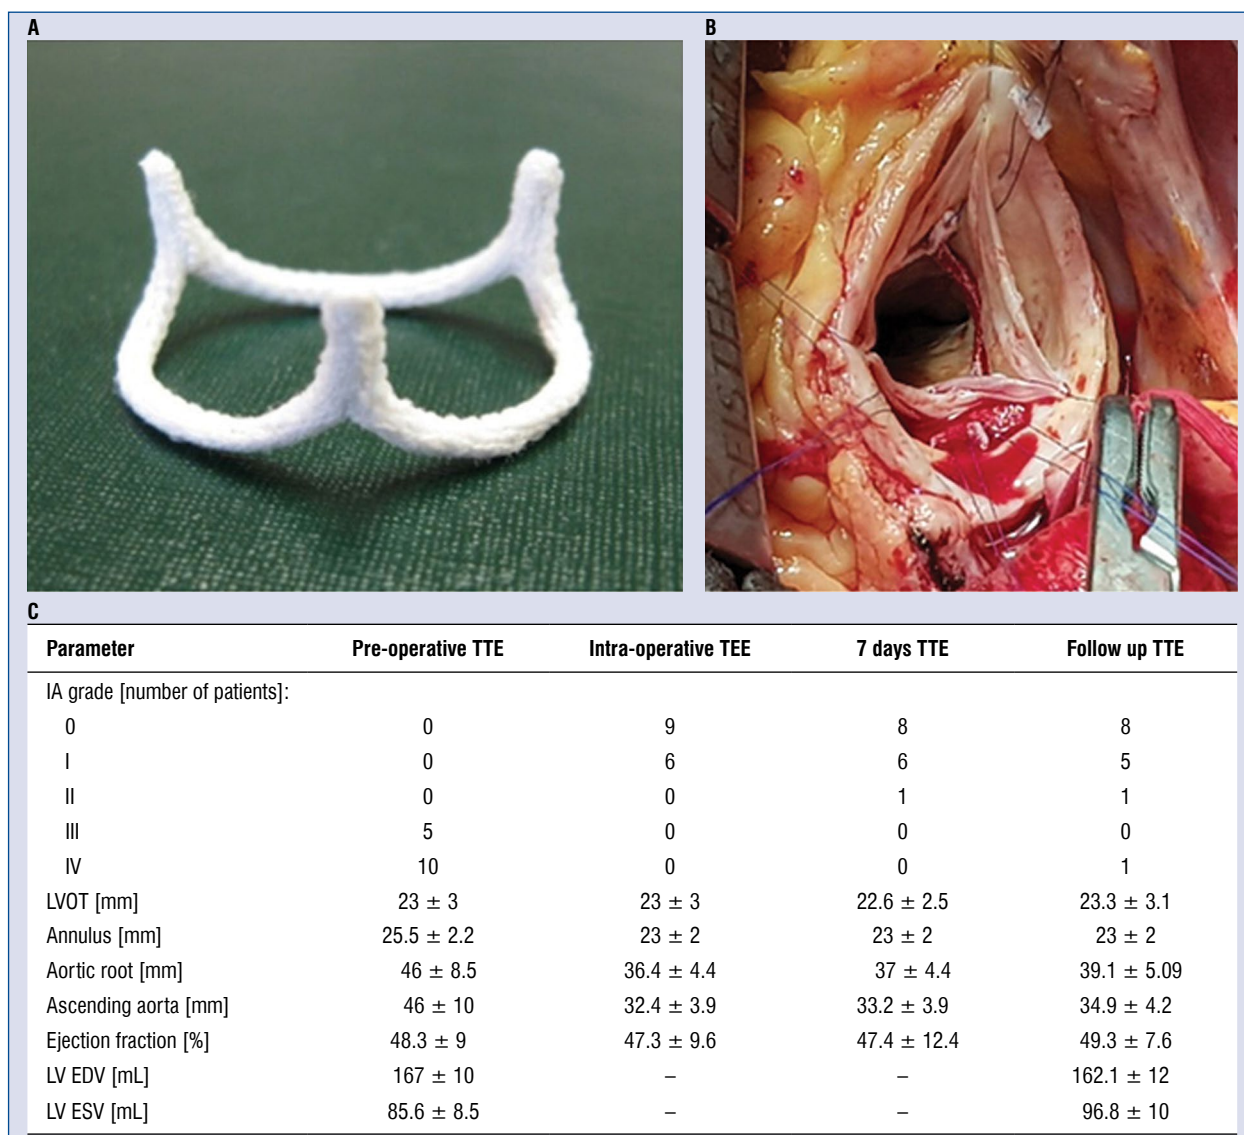 A
B
C
Parameter Pre-operative TTE Intra-operative TEE 7 days TTE Follow up TTE
IA grade [number of patients]:
0 0 9 8 8
I 0 6 6 5
II 0 0 1 1
III 5 0 0 0
IV 10 0 0 1
LVOT [mm] 23 ± 3 23 ± 3 22.6 ± 2.5 23.3 ± 3.1
Annulus [mm] 25.5 ± 2.2 23 ± 2 23 ± 2 23 ± 2
Aortic root [mm] 46 ± 8.5 36.4 ± 4.4 37 ± 4.4 39.1 ± 5.09
Ascending aorta [mm] 46 ± 10 32.4 ± 3.9 33.2 ± 3.9 34.9 ± 4.2
Ejection fraction [%] 48.3 ± 9 47.3 ± 9.6 47.4 ± 12.4 49.3 ± 7.6
LV EDV [mL] 167 ± 10 – – 162.1 ± 12
LV ESV [mL] 85.6 ± 8.5 – – 96.8 ± 10